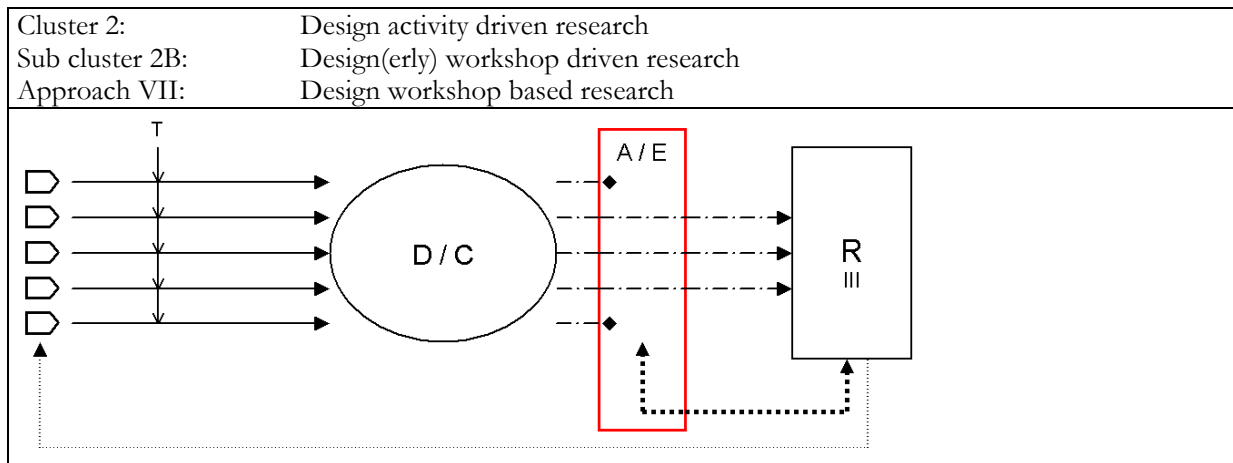 Cluster 2: Design activity driven research
Sub cluster 2B: Design(erly) workshop driven research
Approach VII: Design workshop based research
T
A / E
D / C
R
III